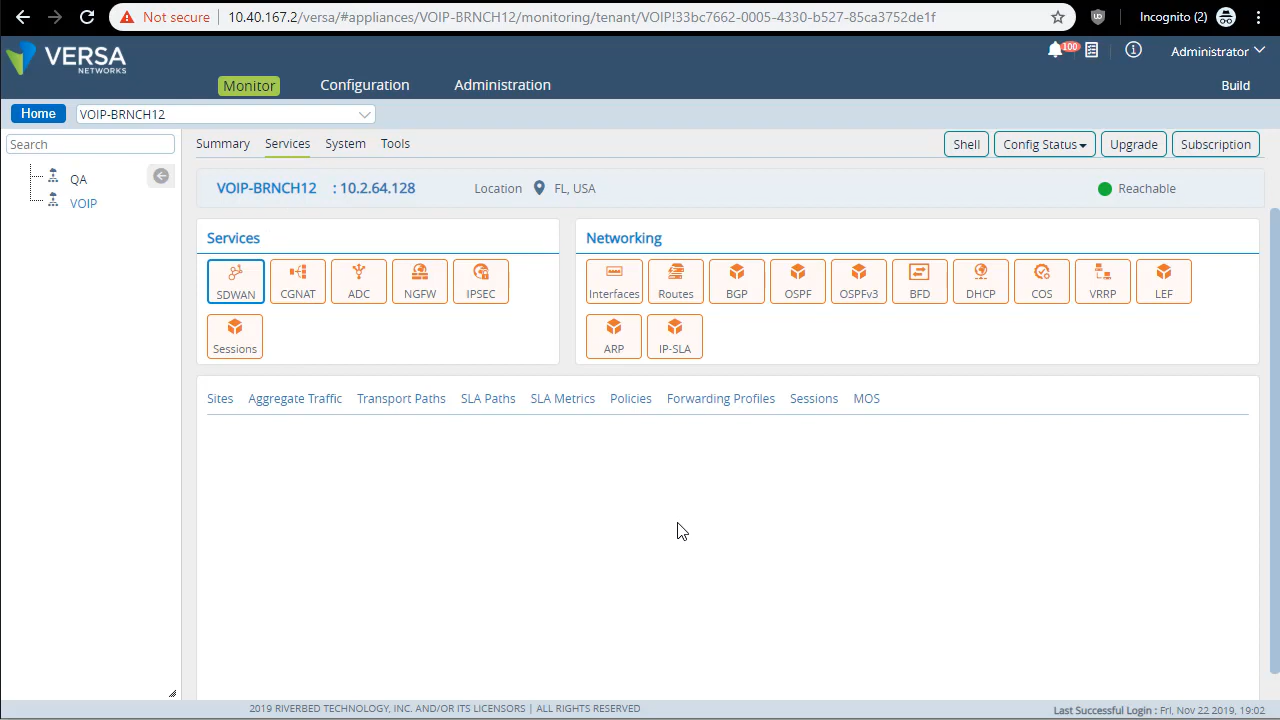 Not secure 10.40.167.2/versa/#appliances/VOIP-BRNCH12/monitoring/tenant/VOIP!33bc7662-0005-4330-b527-85ca3752de1f Incognito (2)
VERSA
NETWORKS
100 Administrator
Monitor Configuration Administration Build
Home VOIP-BRNCH12
Search Summary Services System Tools Shell Config Status Upgrade Subscription
QA
VOIP
VOIP-BRNCH12 : 10.2.64.128 Location FL, USA Reachable
Services Networking
SDWAN CGNAT ADC NGFW IPSEC Interfaces Routes BGP OSPF OSPFv3 BFD DHCP COS VRRP LEF
Sessions ARP IP-SLA
Sites Aggregate Traffic Transport Paths SLA Paths SLA Metrics Policies Forwarding Profiles Sessions MOS
2019 RIVERBED TECHNOLOGY, INC. AND/OR ITS LICENSORS | ALL RIGHTS RESERVED Last Successful Login : Fri, Nov 22 2019, 19:02